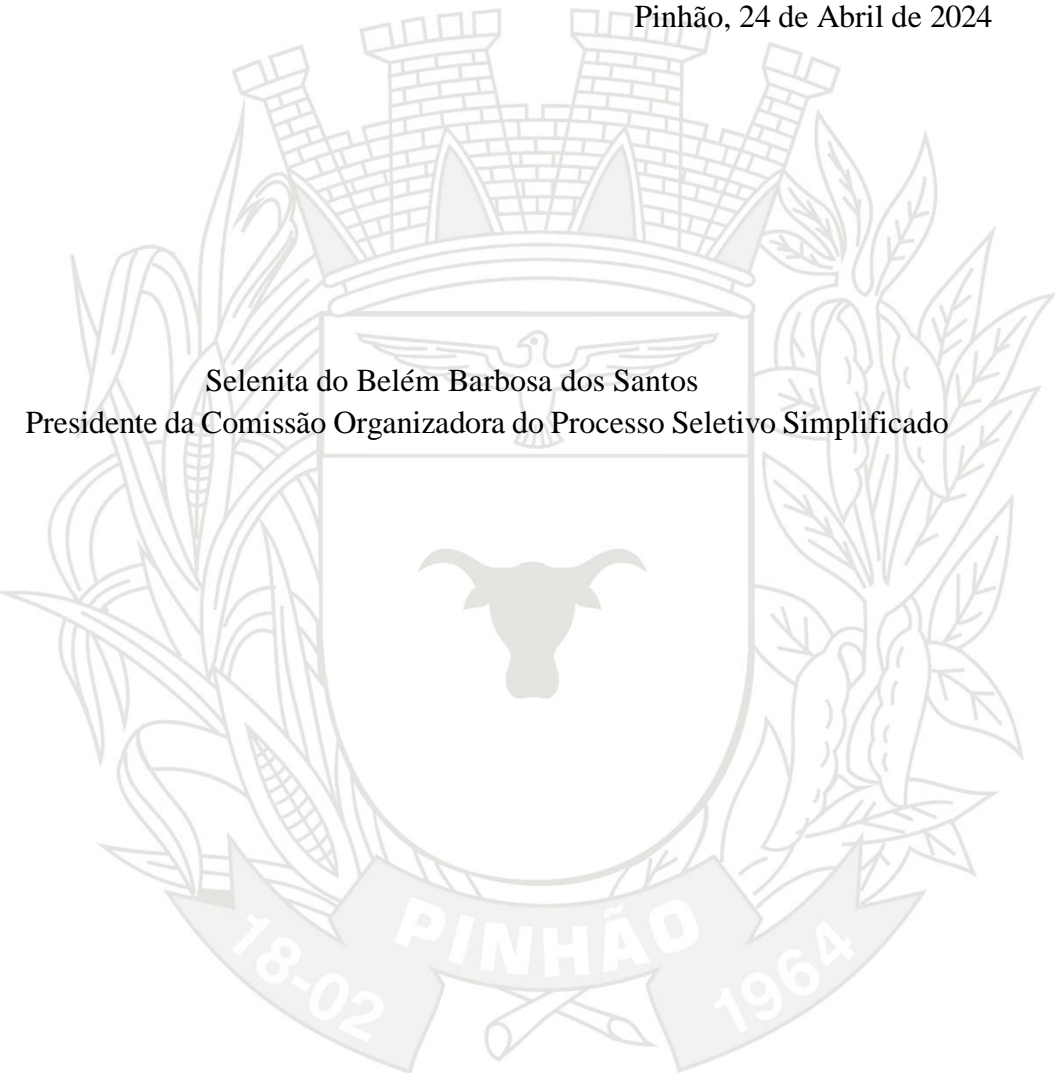 Pinhão, 24 de Abril de 2024
Selenita do Belém Barbosa dos Santos
Presidente da Comissão Organizadora do Processo Seletivo Simplificado
PINHÃO
18-02
1964